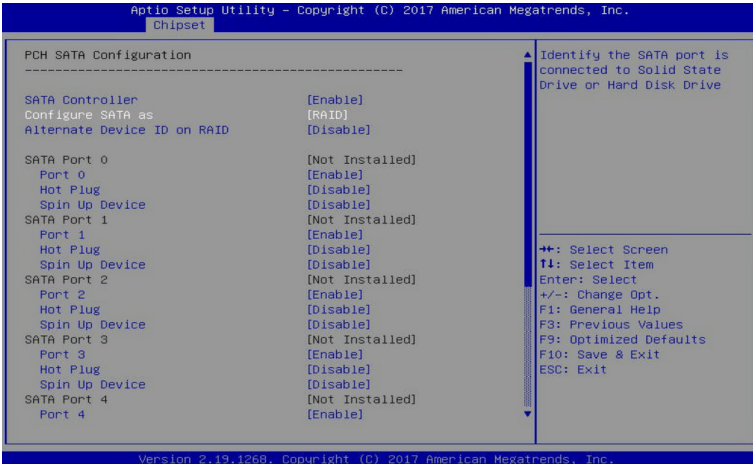 Aptio Setup Utility – Copyright (C) 2017 American Megatrends, Inc.
Chipset
PCH SATA Configuration
----------------------------------------------------
SATA Controller [Enable]
Configure SATA as [RAID]
Alternate Device ID on RAID [Disable]
SATA Port 0 [Not Installed]
Port 0 [Enable]
Hot Plug [Disable]
Spin Up Device [Disable]
SATA Port 1 [Not Installed]
Port 1 [Enable]
Hot Plug [Disable]
Spin Up Device [Disable]
SATA Port 2 [Not Installed]
Port 2 [Enable]
Hot Plug [Disable]
Spin Up Device [Disable]
SATA Port 3 [Not Installed]
Port 3 [Enable]
Hot Plug [Disable]
Spin Up Device [Disable]
SATA Port 4 [Not Installed]
Port 4 [Enable]
Identify the SATA port is
connected to Solid State
Drive or Hard Disk Drive
→←: Select Screen
↑↓: Select Item
Enter: Select
+/-: Change Opt.
F1: General Help
F3: Previous Values
F9: Optimized Defaults
F10: Save & Exit
ESC: Exit
Version 2.19.1268. Copyright (C) 2017 American Megatrends, Inc.